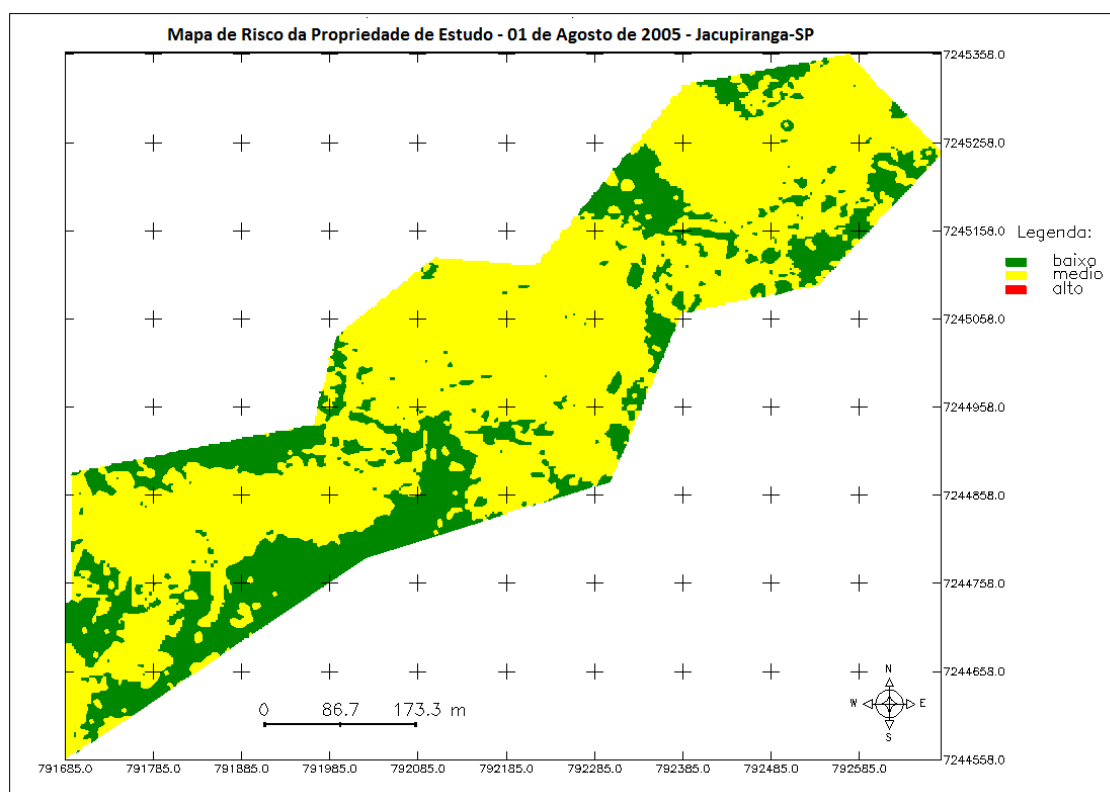 Mapa de Risco da Propriedade de Estudo - 01 de Agosto de 2005 - Jacupiranga-SP
7245358.0
7245258.0
7245158.0
Legenda:
baixo
medio
alto
7245058.0
7244958.0
7244858.0
7244758.0
7244658.0
N
W E
S
0 86.7 173.3 m
7244558.0
791685.0 791785.0 791885.0 791985.0 792085.0 792185.0 792285.0 792385.0 792485.0 792585.0